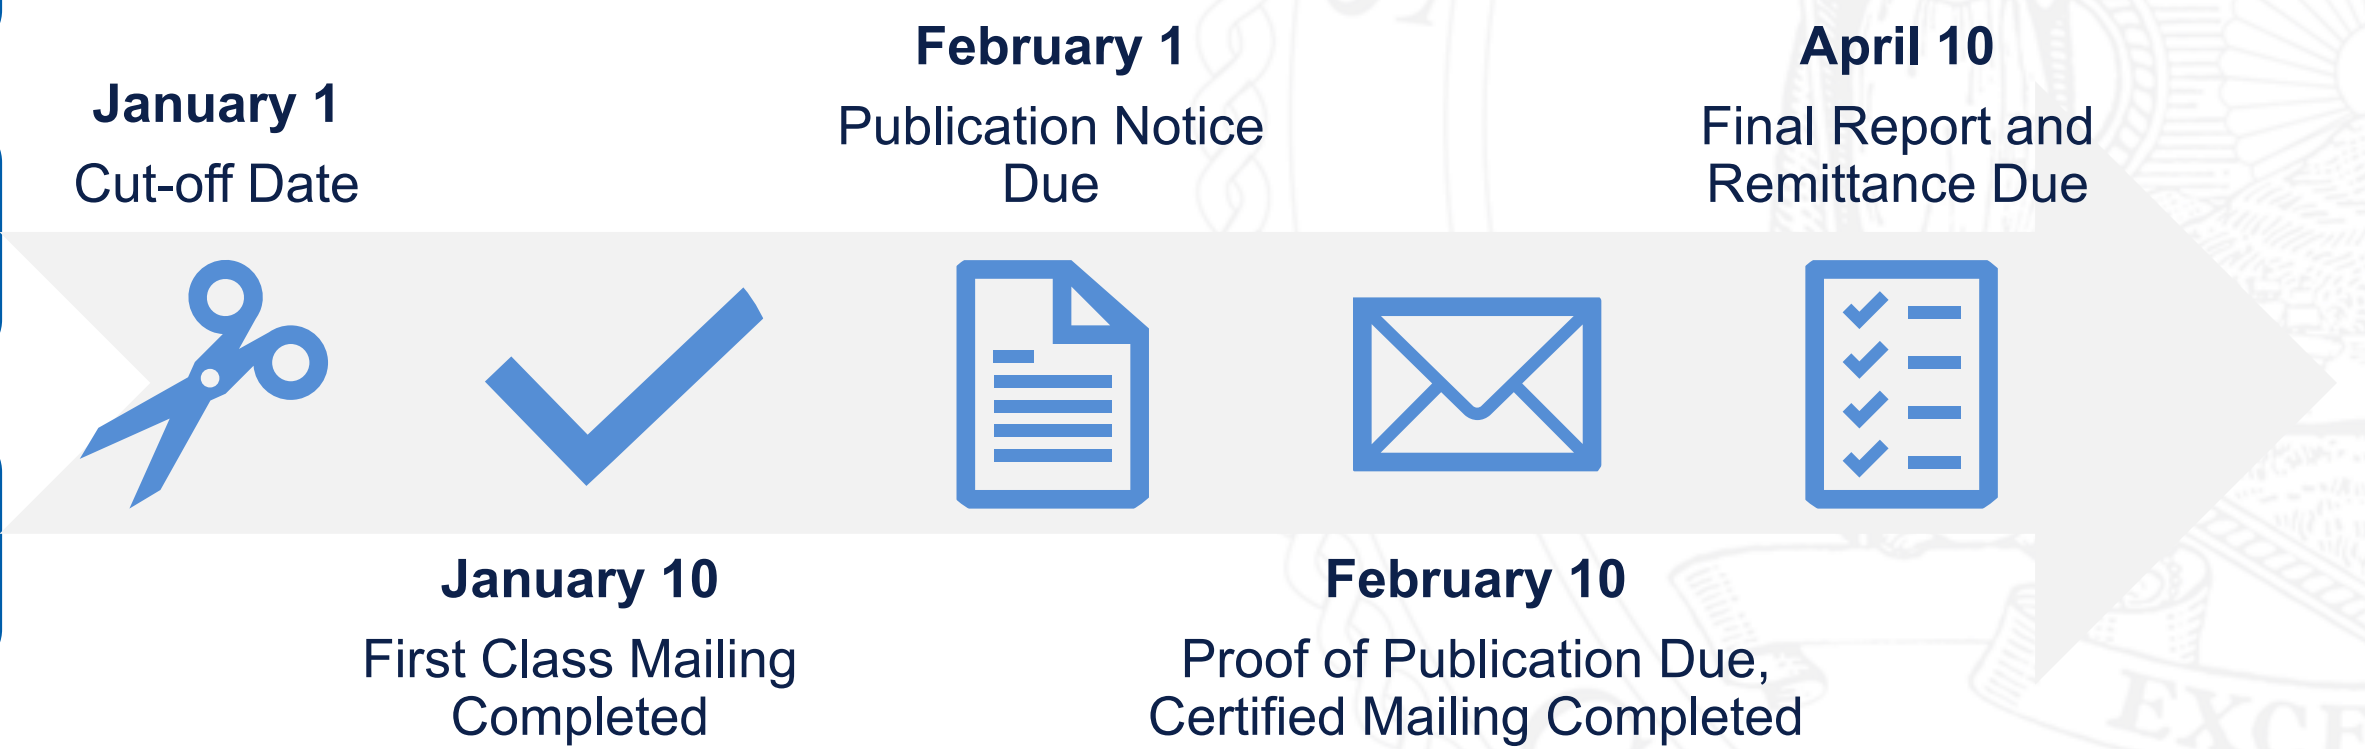 January 1
Cut-off Date
January 10
First Class Mailing
Completed
February 1
Publication Notice
Due
February 10
Proof of Publication Due,
Certified Mailing Completed
April 10
Final Report and
Remittance Due
EXCE